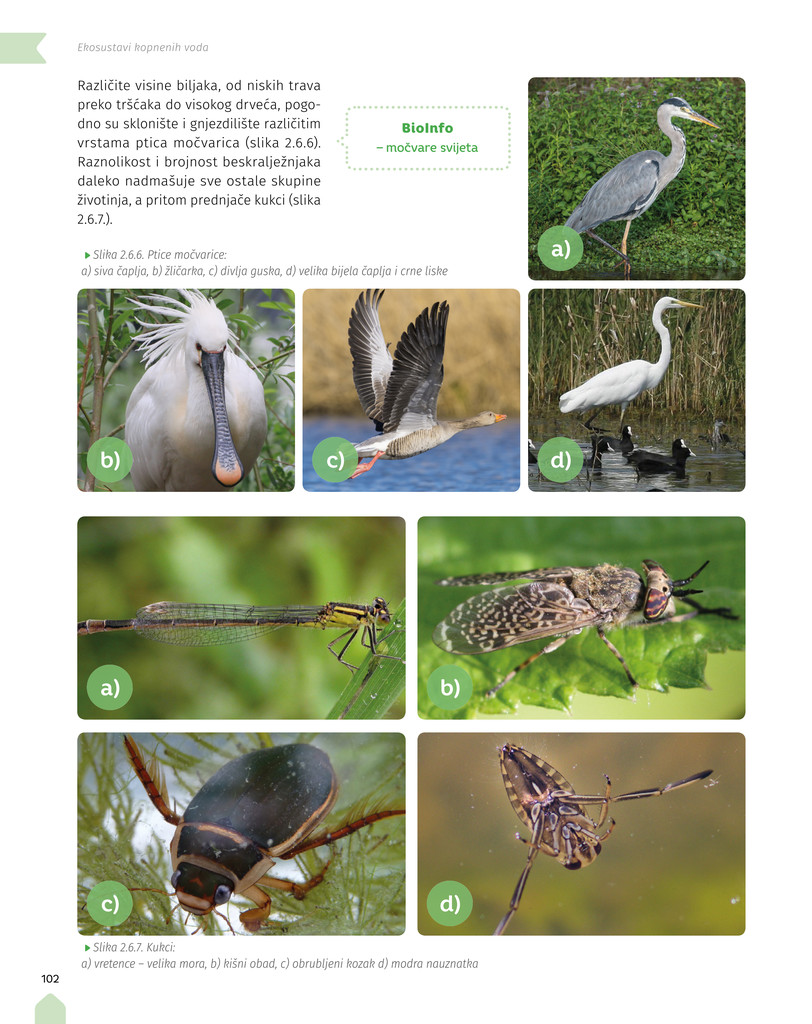 Ekosustavi kopnenih voda
Različite visine biljaka, od niskih trava
preko tršćaka do visokog drveća, pogo-
dno su sklonište i gnjezdilište različitim
vrstama ptica močvarica (slika 2.6.6).
Raznolikost i brojnost beskralježnjaka
daleko nadmašuje sve ostale skupine
životinja, a pritom prednjače kukci (slika
2.6.7.).
BioInfo
– močvare svijeta
Slika 2.6.6. Ptice močvarice:
a) siva čaplja, b) žličarka, c) divlja guska, d) velika bijela čaplja i crne liske
a)
b)
c)
d)
a)
b)
c)
d)
Slika 2.6.7. Kukci:
a) vretence – velika mora, b) kišni obad, c) obrubljeni kozak d) modra nauznatka
102